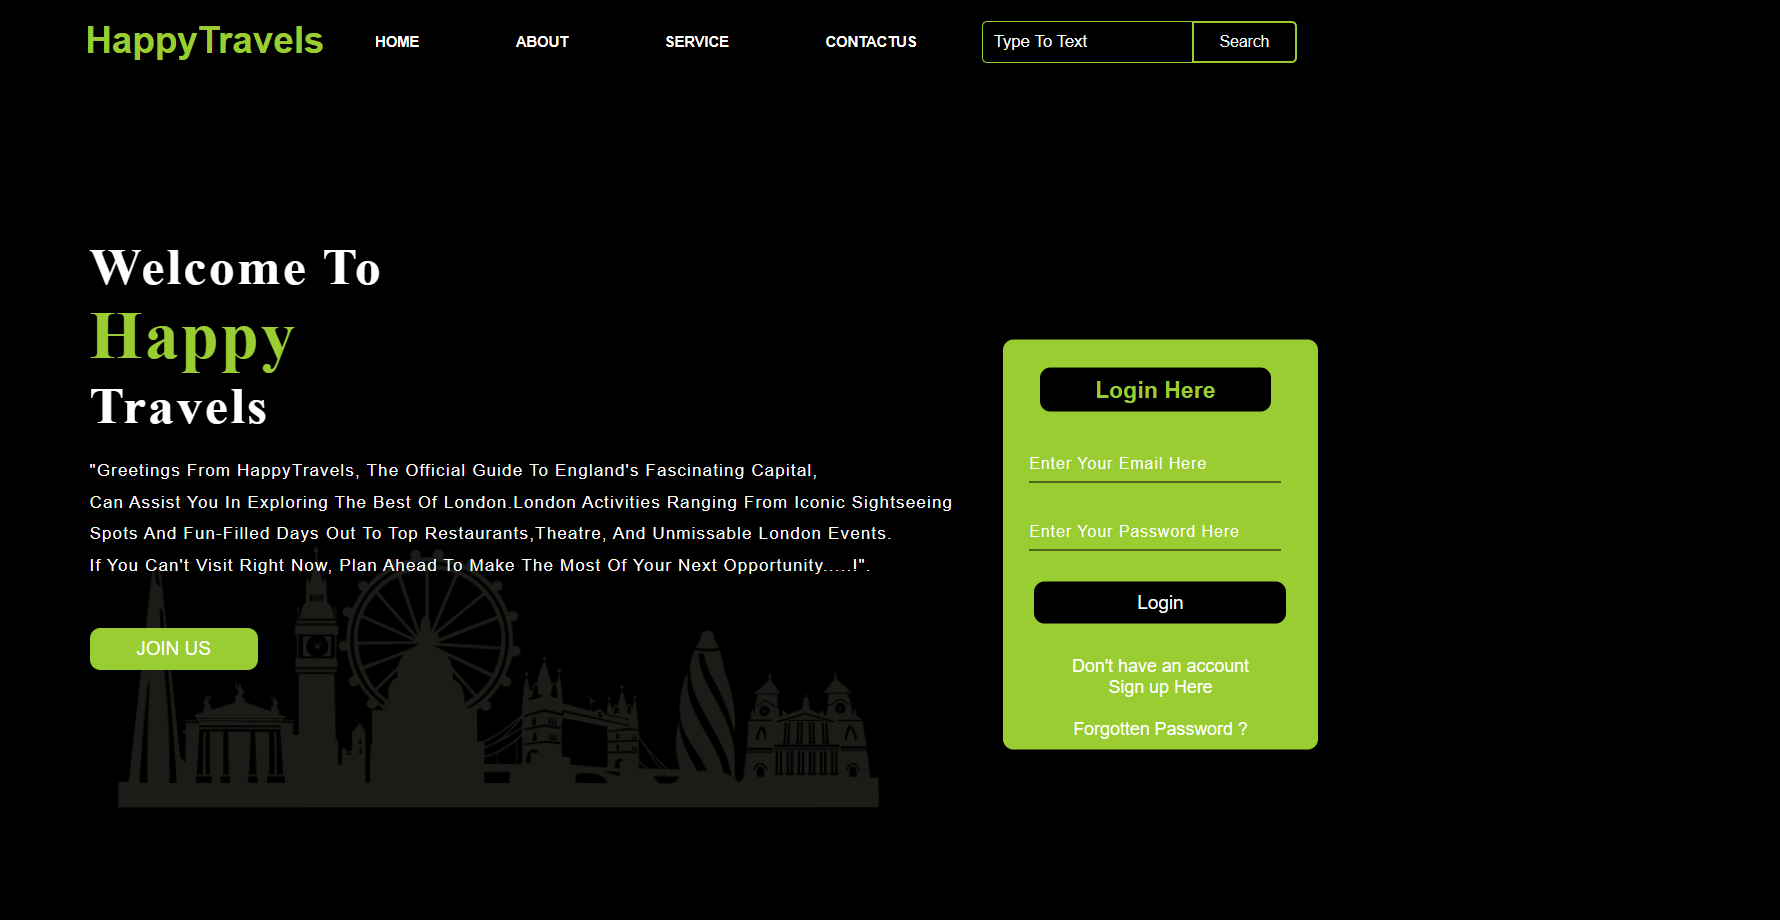 HappyTravels HOME ABOUT SERVICE CONTACTUS Type To Text Search
Welcome To
Happy
Travels
"Greetings From HappyTravels, The Official Guide To England's Fascinating Capital,
Can Assist You In Exploring The Best Of London.London Activities Ranging From Iconic Sightseeing
Spots And Fun-Filled Days Out To Top Restaurants,Theatre, And Unmissable London Events.
If You Can't Visit Right Now, Plan Ahead To Make The Most Of Your Next Opportunity.....!".
JOIN US
Login Here
Enter Your Email Here
Enter Your Password Here
Login
Don't have an account
Sign up Here
Forgotten Password ?